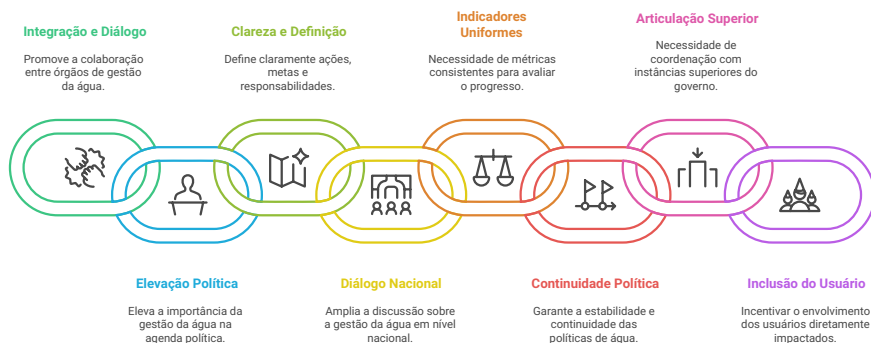 Integração e Diálogo
Promove a colaboração
entre órgãos de gestão
da água.
Clareza e Definição
Define claramente ações,
metas e
responsabilidades.
Indicadores
Uniformes
Necessidade de métricas
consistentes para avaliar
o progresso.
Articulação Superior
Necessidade de
coordenação com
instâncias superiores do
governo.
Elevação Política
Eleva a importância da
gestão da água na
agenda política.
Diálogo Nacional
Amplia a discussão sobre
a gestão da água em nível
nacional.
Continuidade Política
Garante a estabilidade e
continuidade das
políticas de água.
Inclusão do Usuário
Incentivar o envolvimento
dos usuários diretamente
impactados.